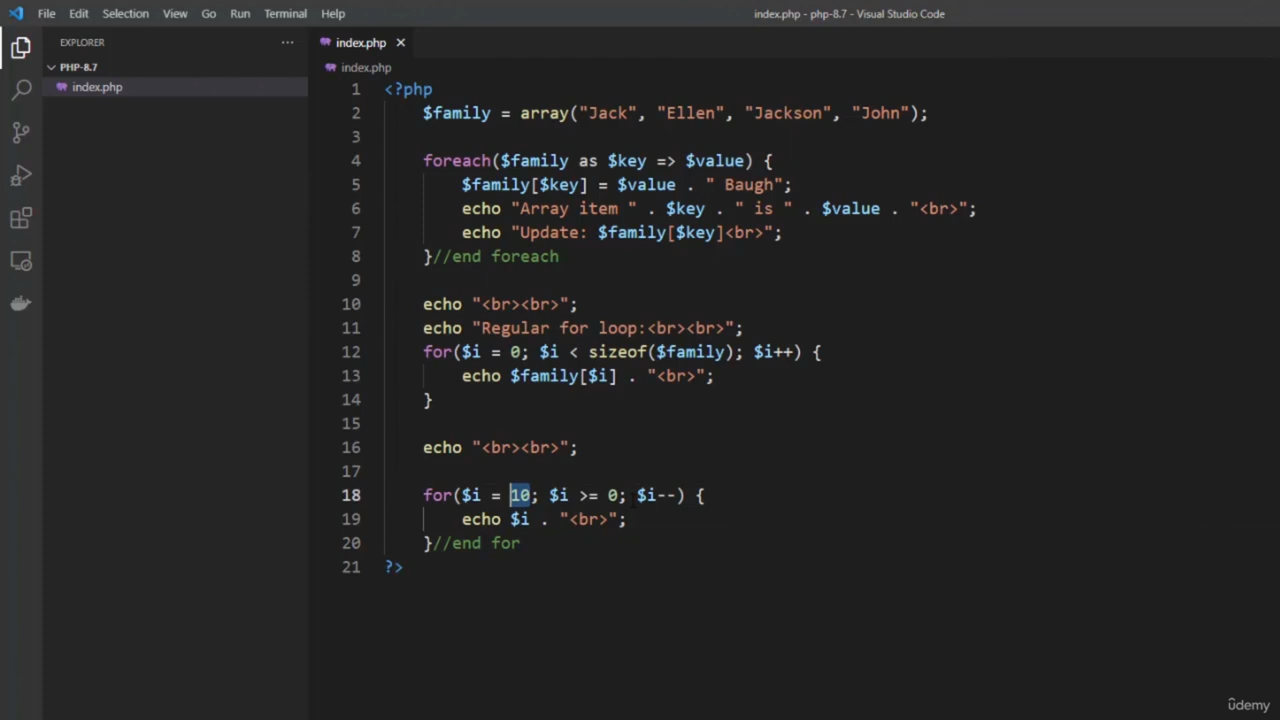 File Edit Selection View Go Run Terminal Help
index.php - php-8.7 - Visual Studio Code
EXPLORER
PHP-8.7
index.php
index.php
index.php
1 <?php
2 $family = array("Jack", "Ellen", "Jackson", "John");
3
4 foreach($family as $key => $value) {
5 $family[$key] = $value . " Baugh";
6 echo "Array item " . $key . " is " . $value . "<br>";
7 echo "Update: $family[$key]<br>";
8 }//end foreach
9
10 echo "<br><br>";
11 echo "Regular for loop:<br><br>";
12 for($i = 0; $i < sizeof($family); $i++) {
13 echo $family[$i] . "<br>";
14 }
15
16 echo "<br><br>";
17
18 for($i = 10; $i >= 0; $i--) {
19 echo $i . "<br>";
20 }//end for
21 ?>
ûdemy